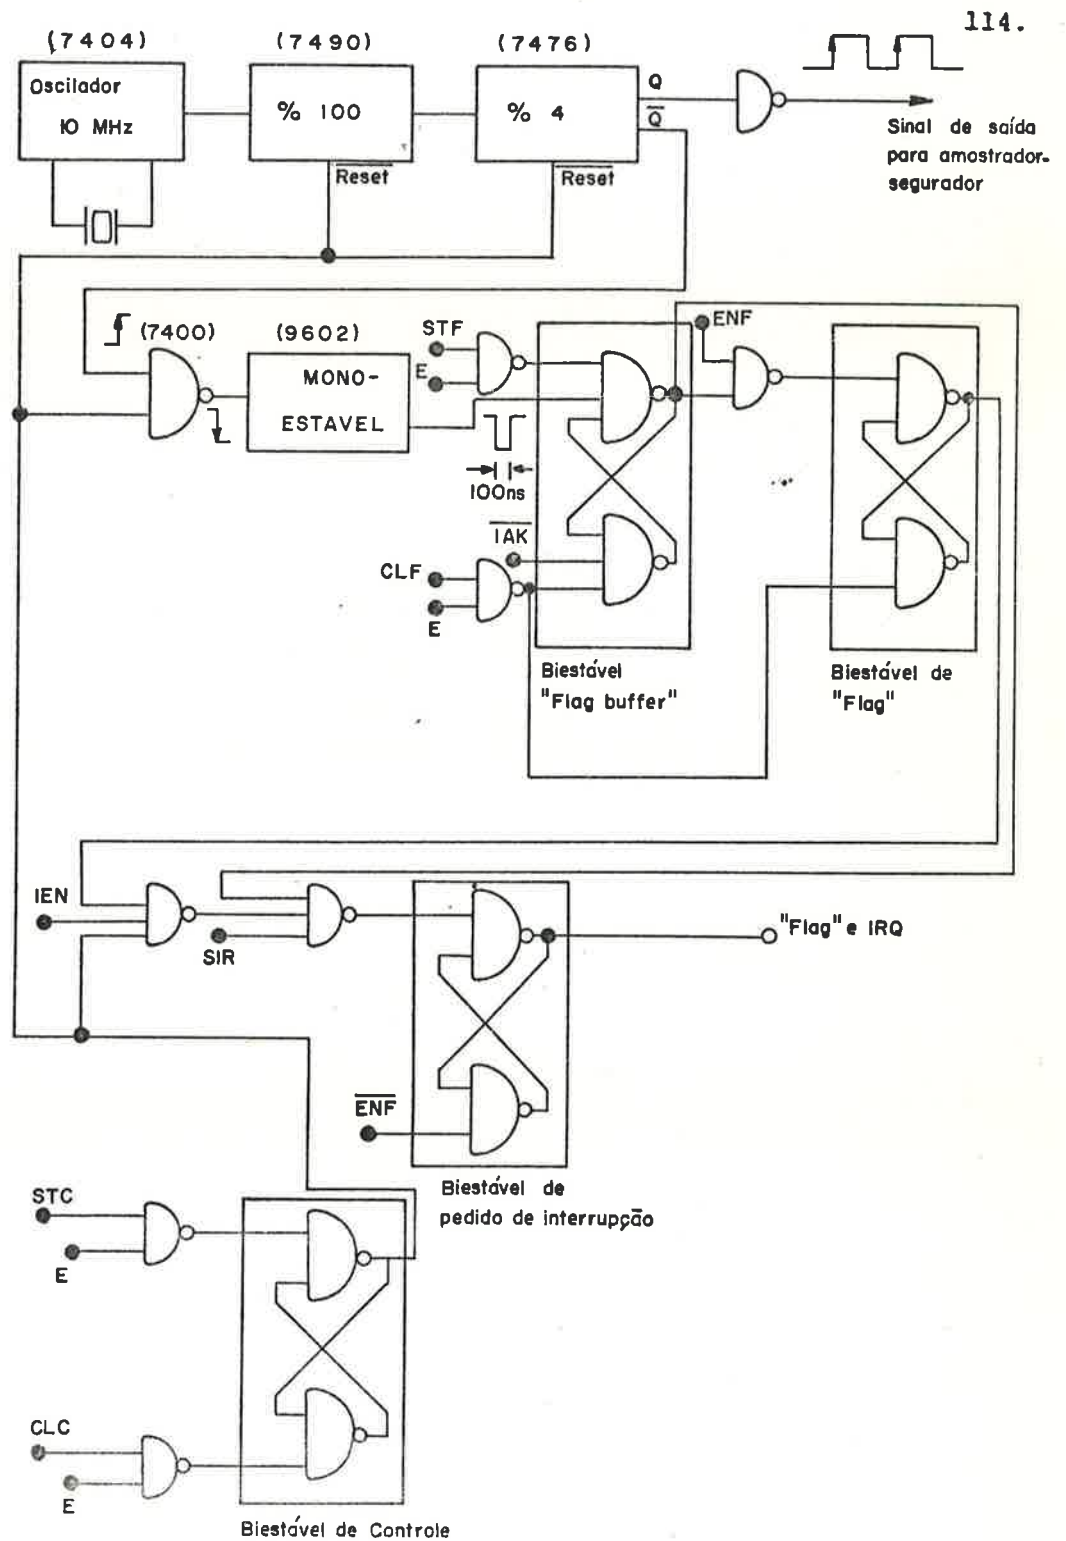 114.
(7404)
(7490)
(7476)
Oscilador
10 MHz
% 100
% 4
Q
Q̅
Reset
Reset
Sinal de saída
para amostrador-
segurador
(7400)
(9602)
MONO-
ESTAVEL
STF
E
ENF
100ns
IAK
CLF
E
Biestável
"Flag buffer"
Biestável de
"Flag"
IEN
SIR
"Flag" e IRQ
ENF
Biestável de
pedido de interrupção
STC
E
CLC
E
Biestável de Controle